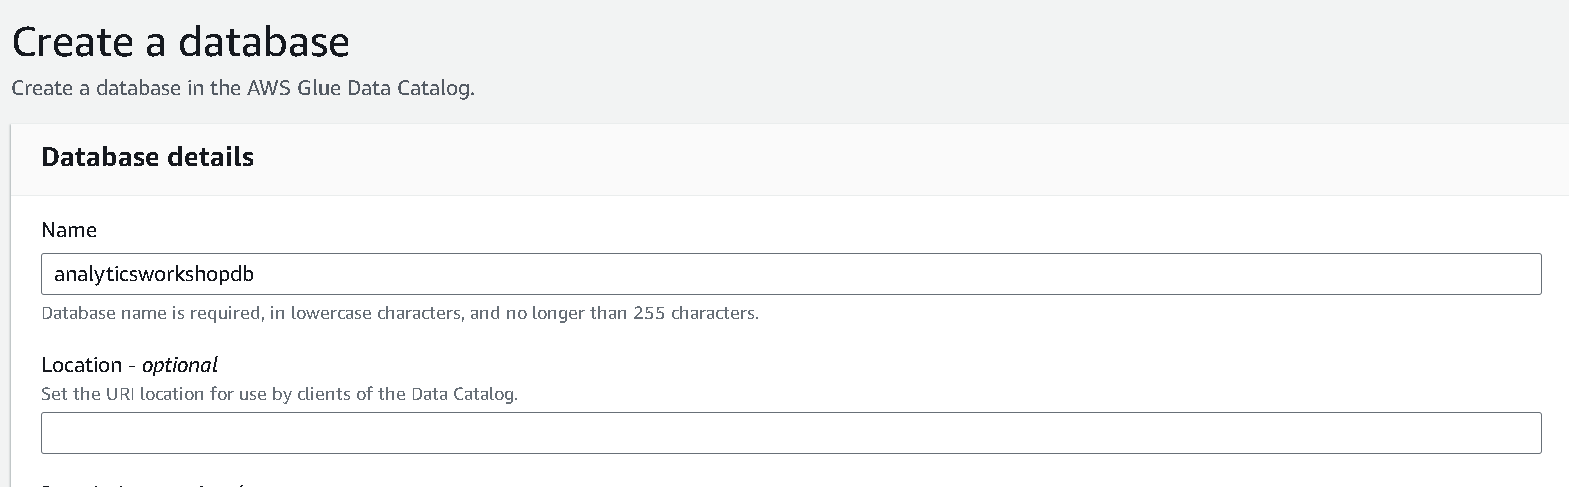 Create a database
Create a database in the AWS Glue Data Catalog.
Database details
Name
analyticsworkshopdb
Database name is required, in lowercase characters, and no longer than 255 characters.
Location - optional
Set the URI location for use by clients of the Data Catalog.